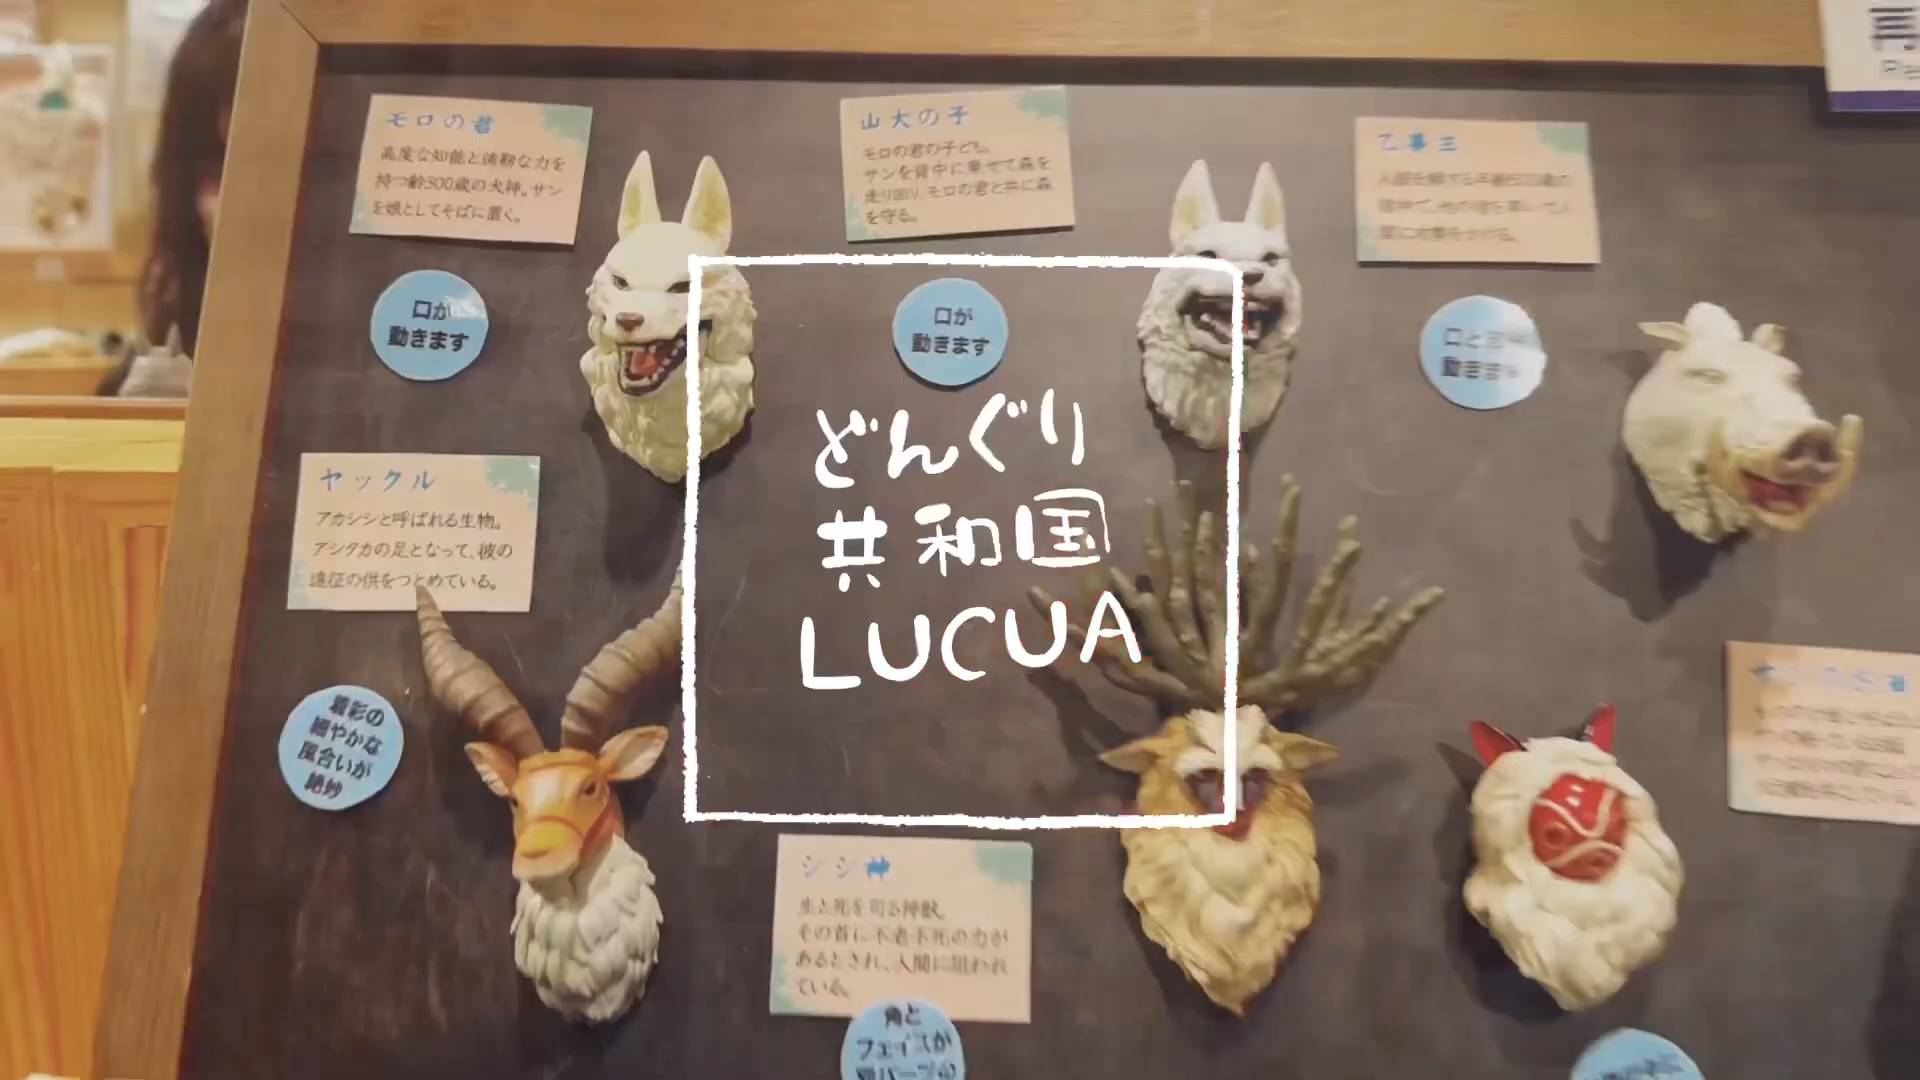 モロの君
高度な知能と強靭な力を
持つ齢300歳の犬神。サン
を娘としてそばに置く。
口が
動きます
山犬の子
モロの君の子ども。
サンを背中に乗せて森を
走り回り、モロの君と共に森
を守る。
口が
動きます
乙事主
動きます
どんぐり
共和国
LUCUA
ヤックル
アカシシと呼ばれる生物。
アシタカの足となって、彼の
遠征の供をつとめている。
着彩の
細やかな
風合いが
絶妙
シシ神
生と死を司る神獣。
その首に不老不死の力が
あるとされ、人間に狙われ
ている。
角と
フェイスが